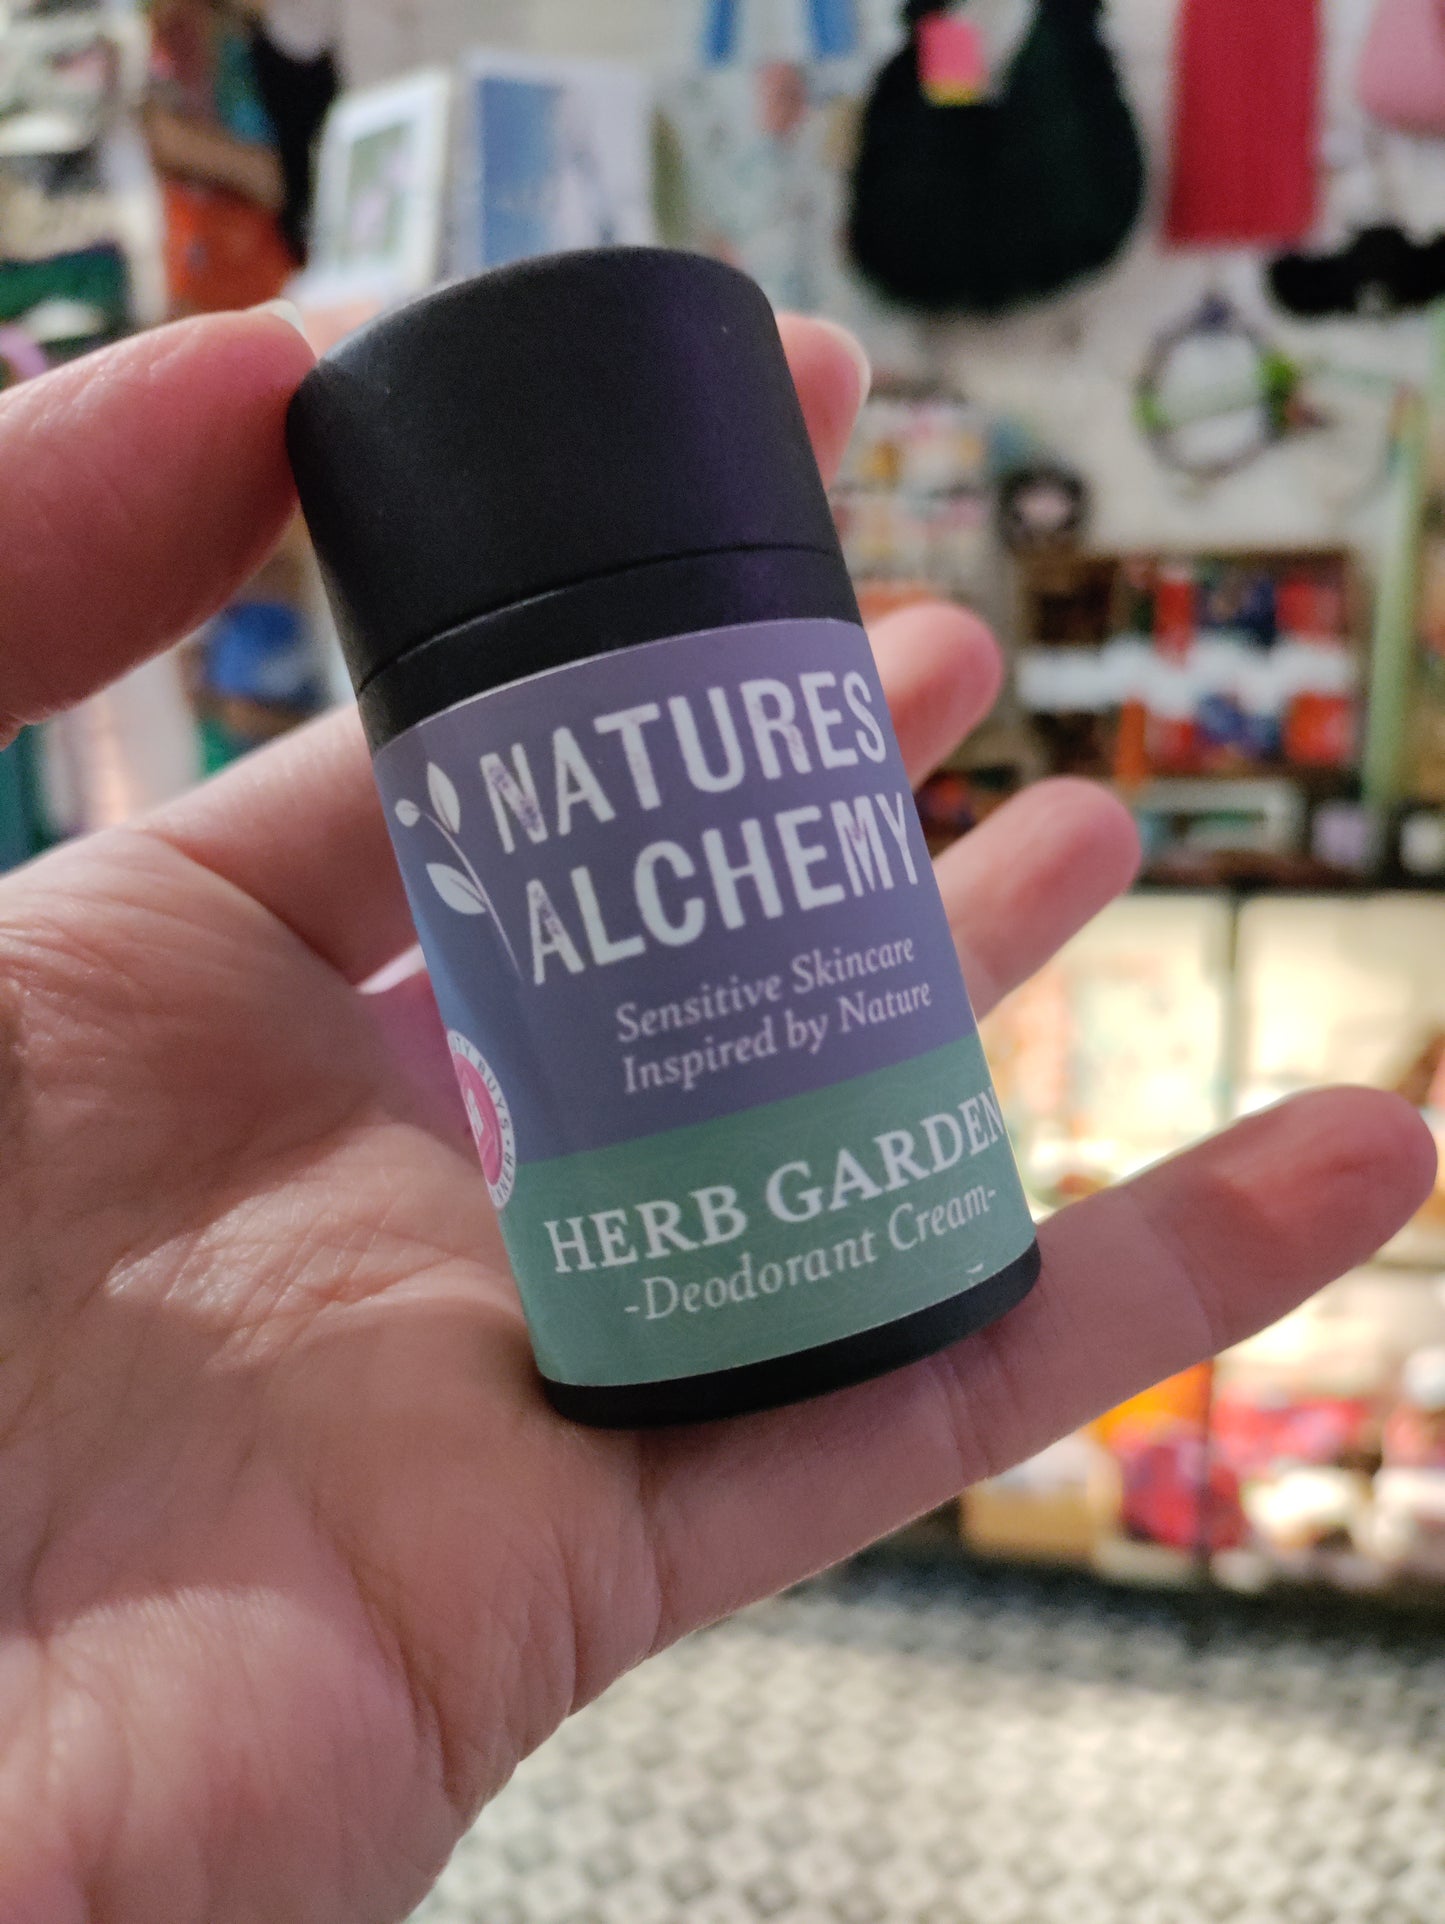 NATURES
ALCHEMY
Sensitive Skincare
Inspired by Nature
HERB GARDEN
-Deodorant Cream-